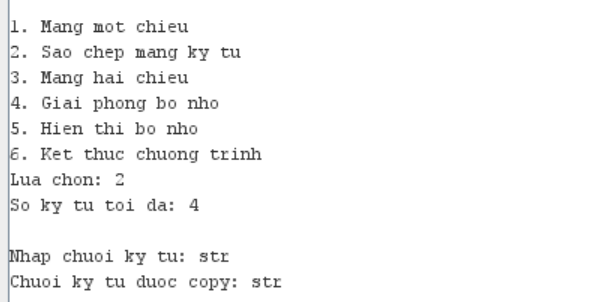 1. Mang mot chieu
2. Sao chep mang ky tu
3. Mang hai chieu
4. Giai phong bo nho
5. Hien thi bo nho
6. Ket thuc chuong trinh
Lua chon: 2
So ky tu toi da: 4
Nhap chuoi ky tu: str
Chuoi ky tu duoc copy: str